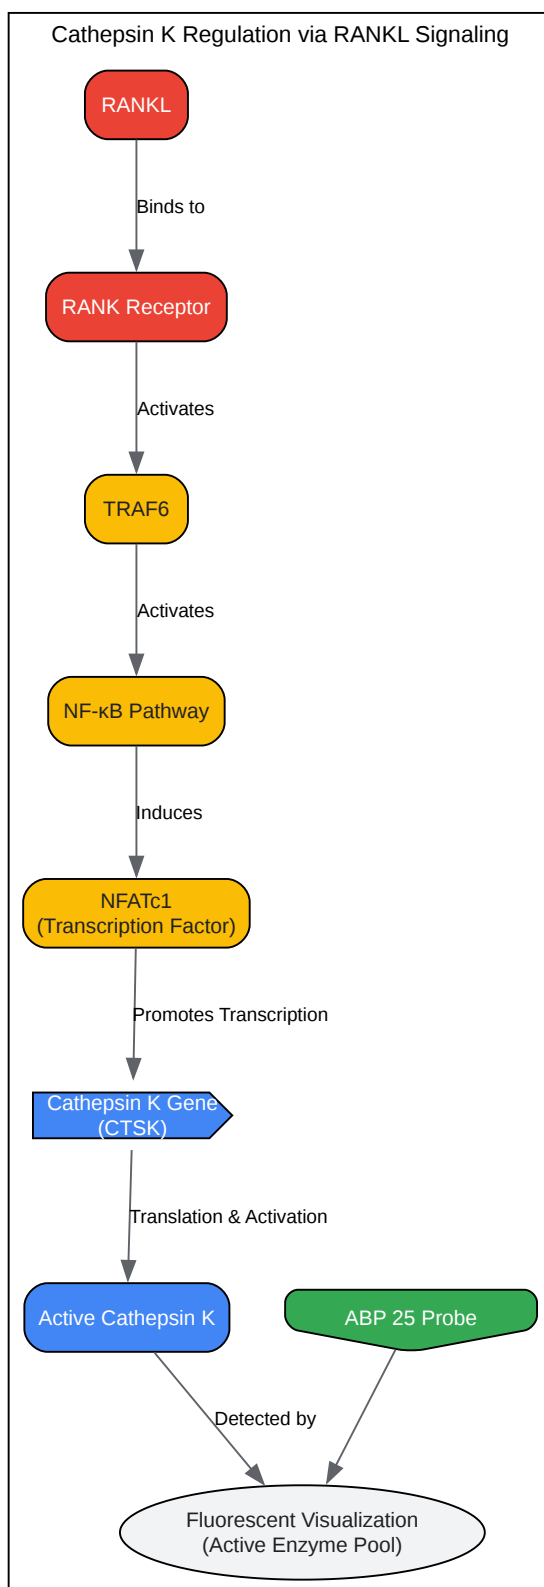 Cathepsin K Regulation via RANKL Signaling
RANKL
Binds to
RANK Receptor
Activates
TRAF6
Activates
NF-κB Pathway
Induces
NFATc1
(Transcription Factor)
Promotes Transcription
Cathepsin K Gene
(CTSK)
Translation & Activation
Active Cathepsin K
ABP 25 Probe
Detected by
Fluorescent Visualization
(Active Enzyme Pool)